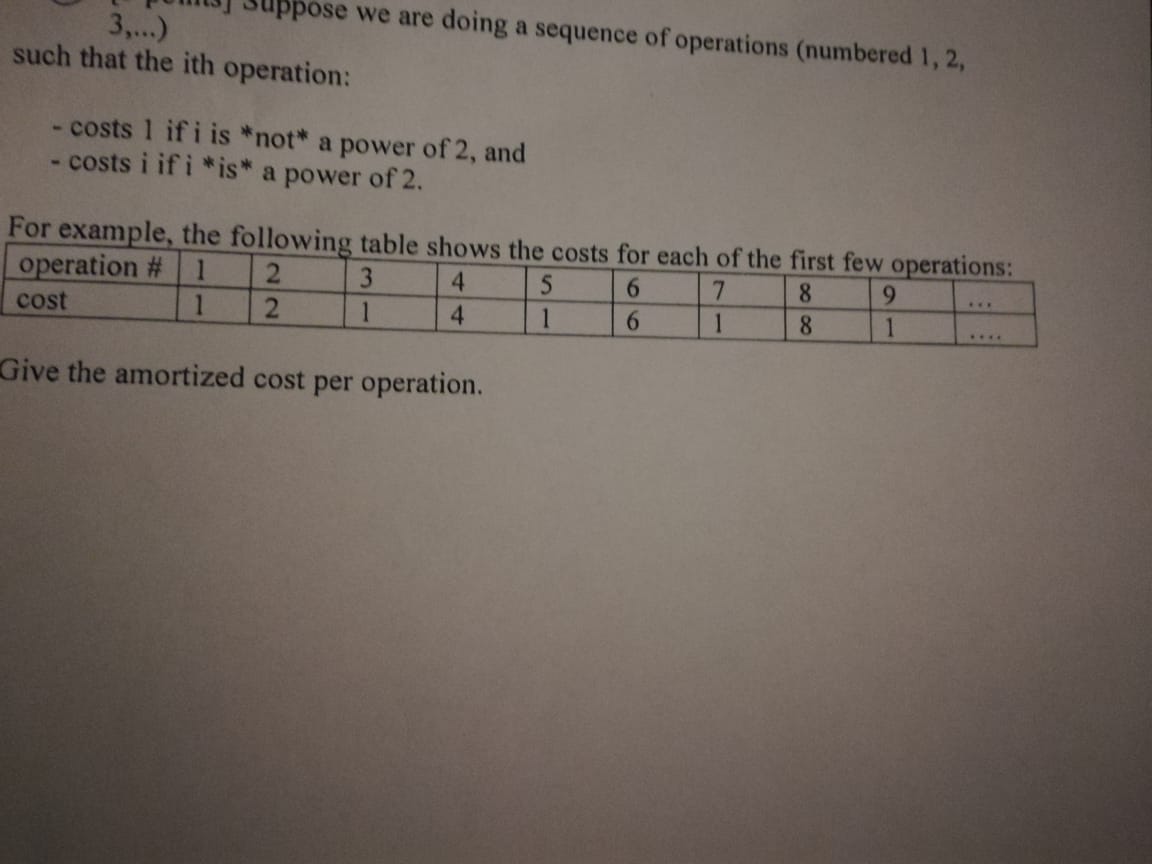 Suppose we are doing a sequence of operations (numbered 1, 2,
3,...)
such that the ith operation:
- costs 1 if i is *not* a power of 2, and
- costs i if i *is* a power of 2.
For example, the following table shows the costs for each of the first few operations:
operation # 1 2 3 4 5 6 7 8 9 ...
cost 1 2 1 4 1 6 1 8 1 ....
Give the amortized cost per operation.